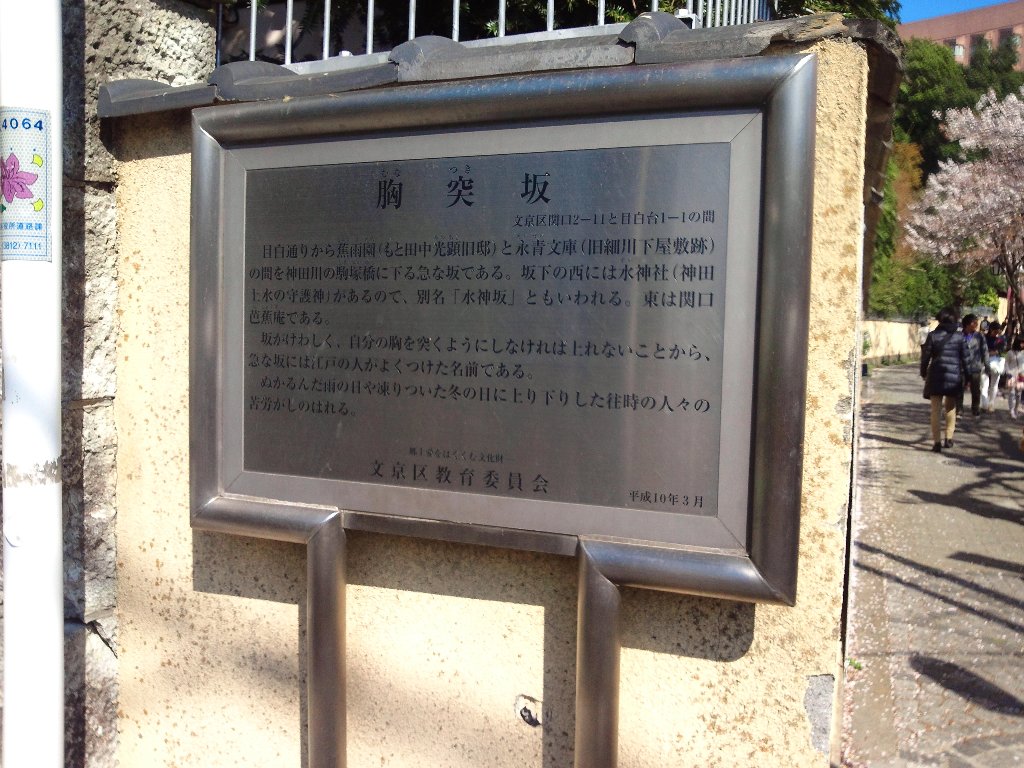 4064
(3812)7111
むな つき
胸突坂
文京区関口2−11と目白台1−1の間
目白通りから蕉雨園(もと田中光顕旧邸)と永青文庫(旧細川下屋敷跡)
の間を神田川の駒塚橋に下る急な坂である。坂下の西には水神社(神田
上水の守護神)があるので、別名「水神坂」ともいわれる。東は関口
芭蕉庵である。
坂がけわしく、自分の胸を突くようにしなければ上れないことから、
急な坂には江戸の人がよくつけた名前である。
ぬかるんだ雨の日や凍りついた冬の日に上り下りした往時の人々の
苦労がしのばれる。
郷土愛をはぐくむ文化財
文京区教育委員会
平成10年3月